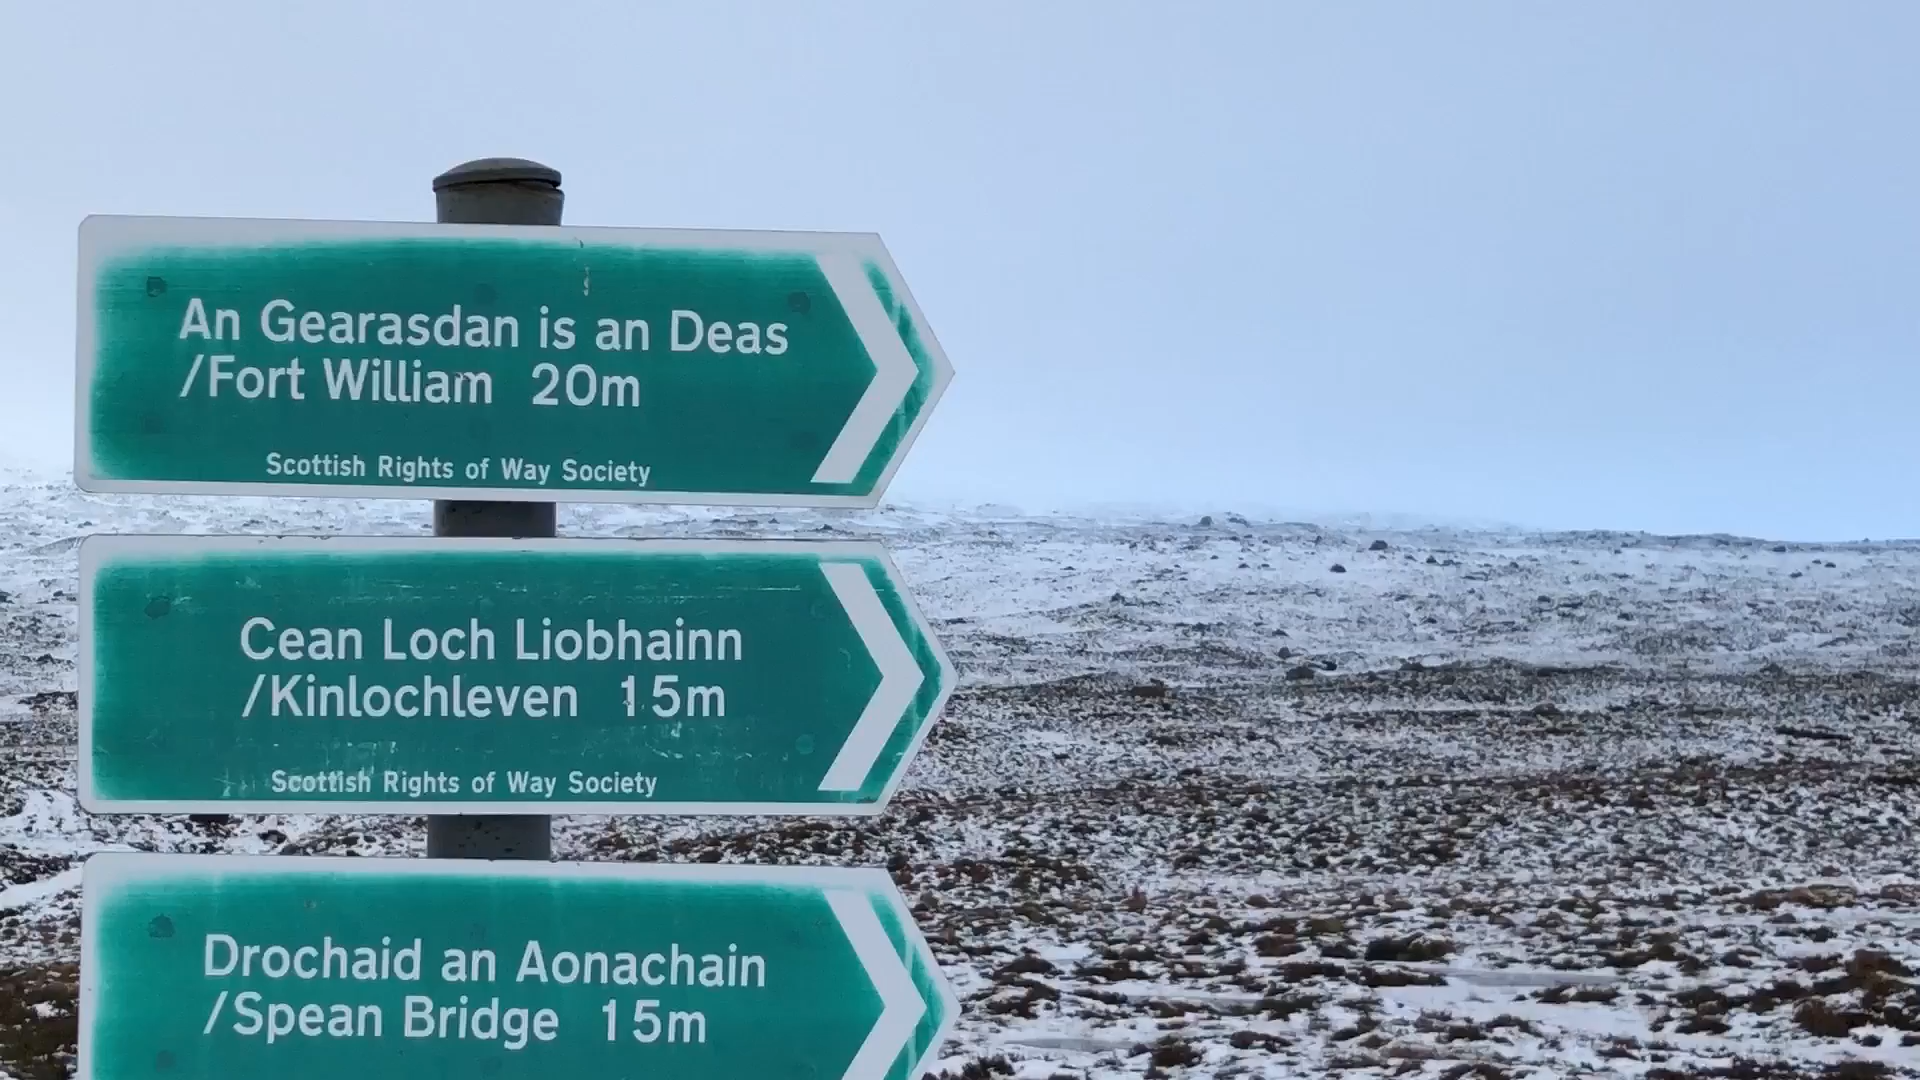 An Gearasdan is an Deas
/Fort William 20m
Scottish Rights of Way Society
Cean Loch Liobhainn
/Kinlochleven 15m
Scottish Rights of Way Society
Drochaid an Aonachain
/Spean Bridge 15m